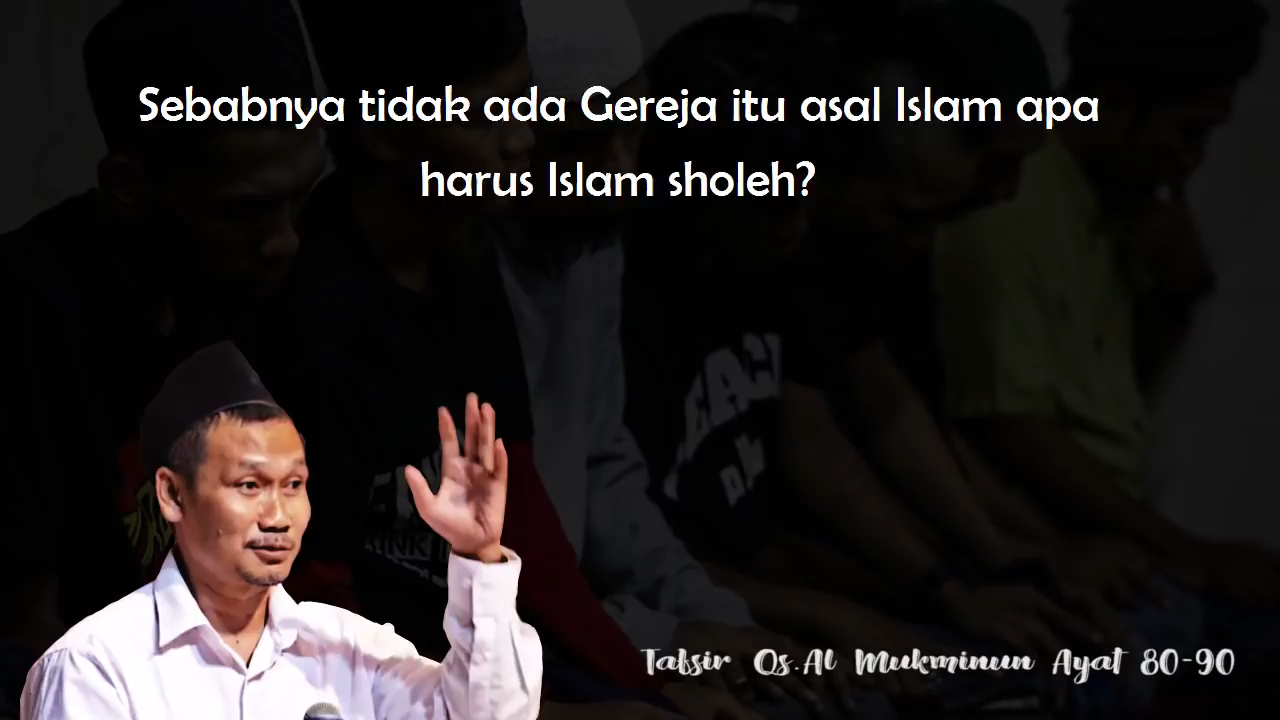 Sebabnya tidak ada Gereja itu asal Islam apa
harus Islam sholeh?
Tafsir Qs.Al Mukminun Ayat 80-90